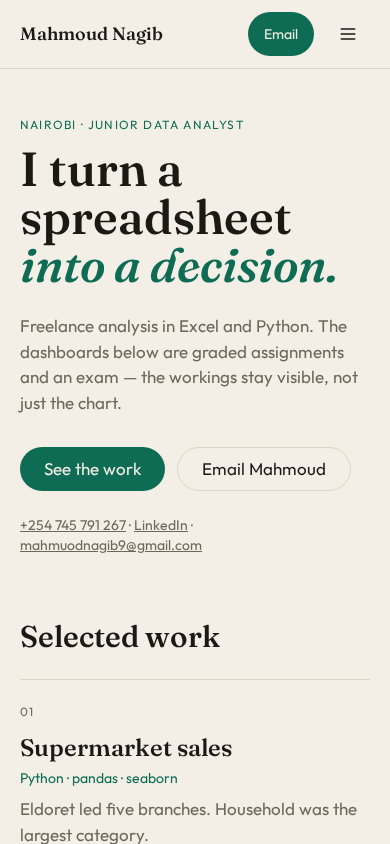 Mahmoud Nagib
Email
NAIROBI · JUNIOR DATA ANALYST
I turn a
spreadsheet
into a decision.
Freelance analysis in Excel and Python. The
dashboards below are graded assignments
and an exam — the workings stay visible, not
just the chart.
See the work
Email Mahmoud
+254 745 791 267 · LinkedIn ·
mahmuodnagib9@gmail.com
Selected work
01
Supermarket sales
Python · pandas · seaborn
Eldoret led five branches. Household was the
largest category.